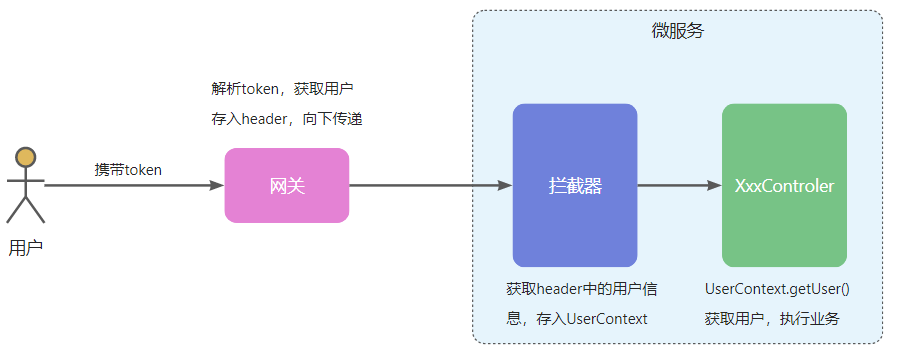 微服务
解析token，获取用户
存入header，向下传递
携带token
网关
拦截器
XxxControler
用户
获取header中的用户信
息，存入UserContext
UserContext.getUser()
获取用户，执行业务